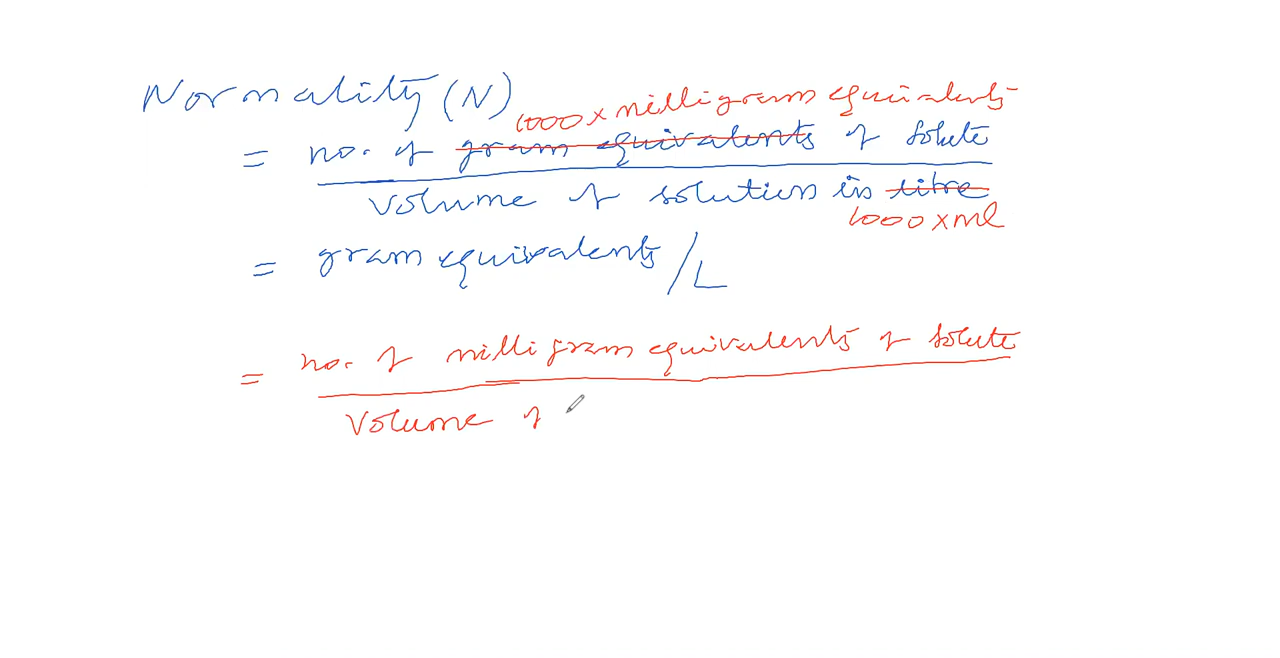 Normality (N)
1000 x milligram equivalents
= no. of gram equivalents of solute
volume of solution in litre
1000 x ml
= gram equivalents / L
= no. of milligram equivalents of solute
Volume of